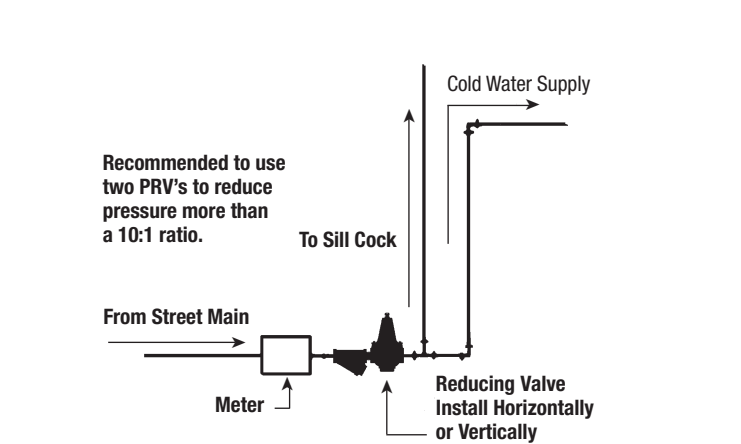 Cold Water Supply
Recommended to use
two PRV's to reduce
pressure more than
a 10:1 ratio.
To Sill Cock
From Street Main
Meter
Reducing Valve
Install Horizontally
or Vertically